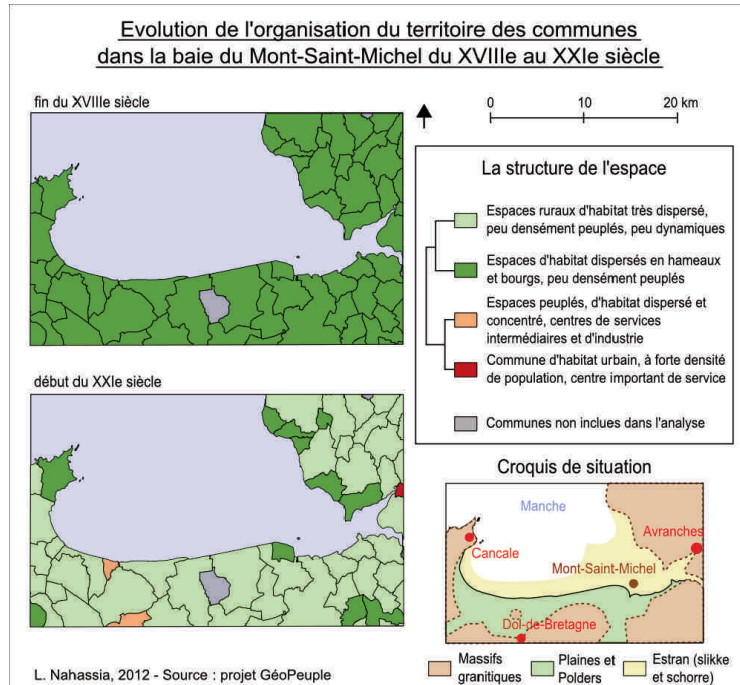 Evolution de l'organisation du territoire des communes
dans la baie du Mont-Saint-Michel du XVIIIe au XXIe siècle
fin du XVIIIe siècle
0 10 20 km
La structure de l'espace
Espaces ruraux d'habitat très dispersé,
peu densément peuplés, peu dynamiques
Espaces d'habitat dispersés en hameaux
et bourgs, peu densément peuplés
Espaces peuplés, d'habitat dispersé et
concentré, centres de services
intermédiaires et d'industrie
Commune d'habitat urbain, à forte densité
de population, centre important de service
Communes non inclues dans l'analyse
début du XXIe siècle
Croquis de situation
Manche
Avranches
Cancale
Mont-Saint-Michel
Dol-de-Bretagne
Massifs
granitiques
Plaines et
Polders
Estran (slikke
et schorre)
L. Nahassia, 2012 - Source : projet GéoPeuple